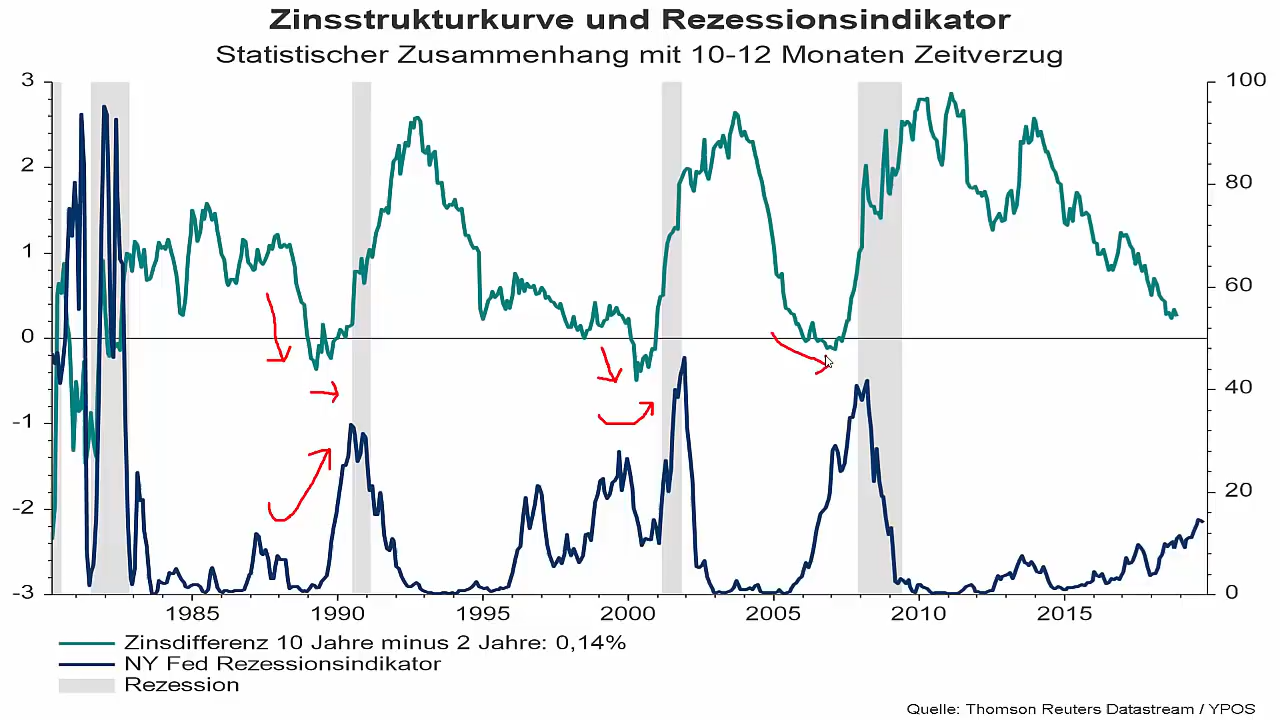 Zinsstrukturkurve und Rezessionsindikator
Statistischer Zusammenhang mit 10-12 Monaten Zeitverzug
3
2
1
0
-1
-2
-3
100
80
60
40
20
0
1985 1990 1995 2000 2005 2010 2015
Zinsdifferenz 10 Jahre minus 2 Jahre: 0,14%
NY Fed Rezessionsindikator
Rezession
Quelle: Thomson Reuters Datastream / YPOS